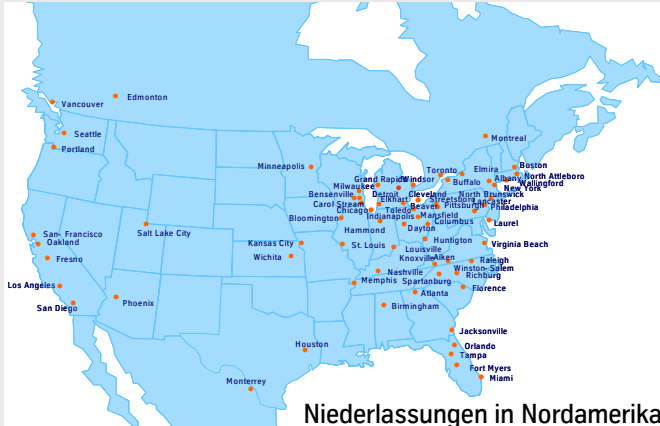 Edmonton
Vancouver
Seattle
Portland
Montreal
Boston
North Attleboro
Wallingford
New York
Elmira
Albany
Toronto
Buffalo
Minneapolis
Grand Rapids
Windsor
Milwaukee
Detroit
Cleveland
Bensenville
Carol Stream
Elkhart
Streetsboro
North Brunswick
Lancaster
Chicago
Toledo
Beaver
Pittsburgh
Philadelphia
Bloomington
Indianapolis
Mansfield
Columbus
Laurel
Hammond
Dayton
San- Francisco
Oakland
Salt Lake City
Kansas City
St. Louis
Huntigton
Virginia Beach
Fresno
Wichita
Louisville
Knoxville
Aiken
Raleigh
Nashville
Winston- Salem
Richburg
Los Angeles
Memphis
Spartanburg
Florence
San Diego
Phoenix
Atlanta
Birmingham
Jacksonville
Houston
Orlando
Tampa
Fort Myers
Monterrey
Miami
Niederlassungen in Nordamerika